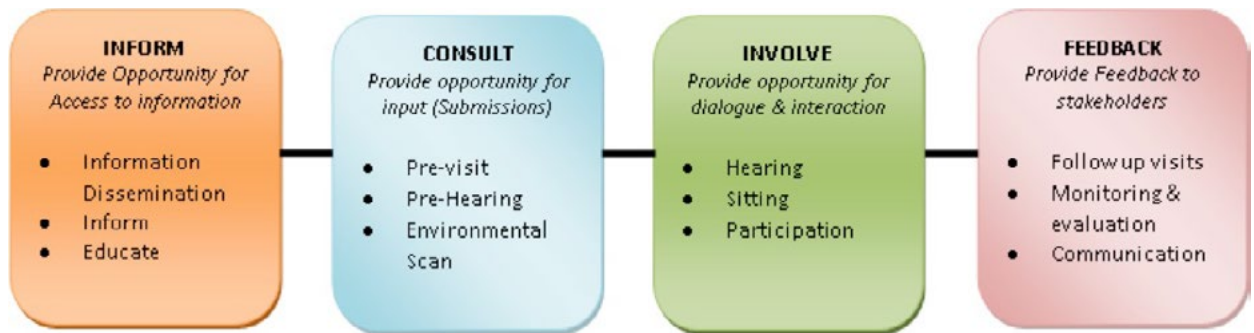 INFORM
Provide Opportunity for
Access to information
• Information
Dissemination
• Inform
• Educate
CONSULT
Provide opportunity for
input (Submissions)
• Pre-visit
• Pre-Hearing
• Environmental
Scan
INVOLVE
Provide opportunity for
dialogue & interaction
• Hearing
• Sitting
• Participation
FEEDBACK
Provide Feedback to
stakeholders
• Follow up visits
• Monitoring &
evaluation
• Communication